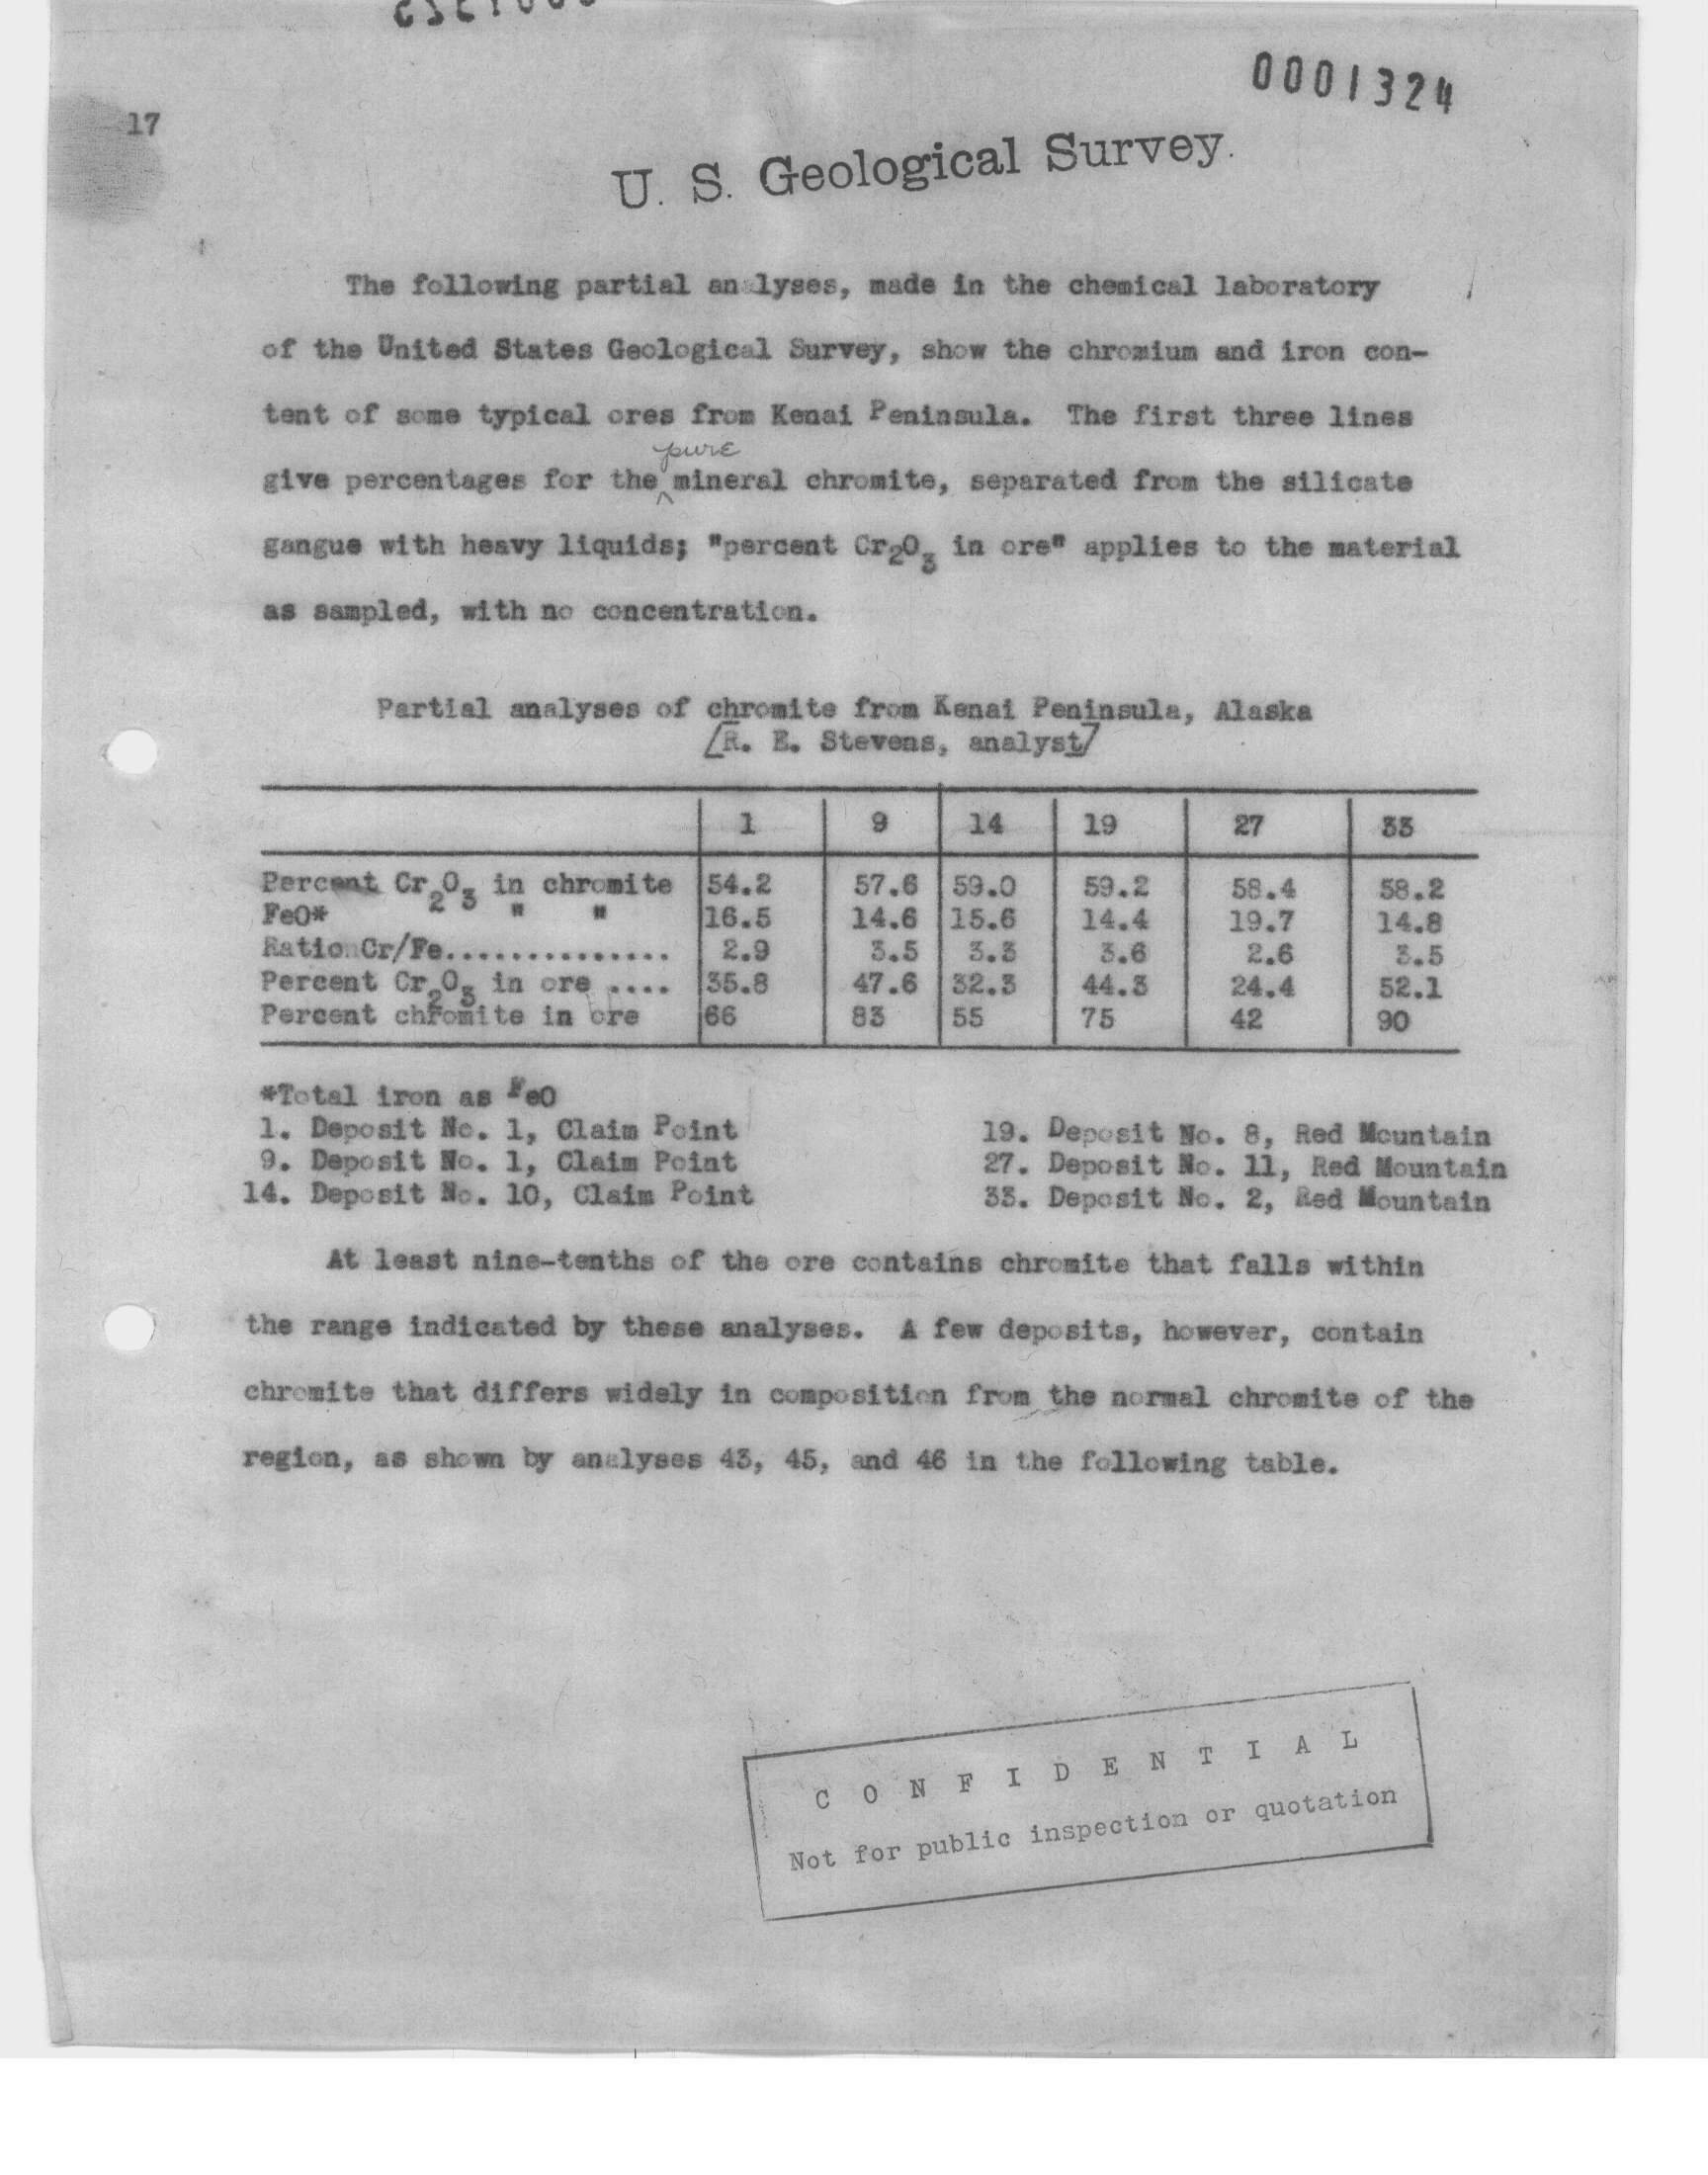 0001324
17
U. S. Geological Survey.
The following partial analyses, made in the chemical laboratory
of the United States Geological Survey, show the chromium and iron con-
tent of some typical ores from Kenai Peninsula. The first three lines
pure
give percentages for the mineral chromite, separated from the silicate
gangue with heavy liquids; "percent Cr2O3 in ore" applies to the material
as sampled, with no concentration.
Partial analyses of chromite from Kenai Peninsula, Alaska
[R. E. Stevens, analyst]
1 9 14 19 27 33
Percent Cr2O3 in chromite 54.2 57.6 59.0 59.2 58.4 58.2
FeO* " " 16.5 14.6 15.6 14.4 19.7 14.8
Ratio Cr/Fe.............. 2.9 3.5 3.3 3.6 2.6 3.5
Percent Cr2O3 in ore .... 35.8 47.6 32.3 44.3 24.4 52.1
Percent chromite in ore 66 83 55 75 42 90
*Total iron as FeO
1. Deposit No. 1, Claim Point
9. Deposit No. 1, Claim Point
14. Deposit No. 10, Claim Point
19. Deposit No. 8, Red Mountain
27. Deposit No. 11, Red Mountain
33. Deposit No. 2, Red Mountain
At least nine-tenths of the ore contains chromite that falls within
the range indicated by these analyses. A few deposits, however, contain
chromite that differs widely in composition from the normal chromite of the
region, as shown by analyses 43, 45, and 46 in the following table.
CONFIDENTIAL
Not for public inspection or quotation